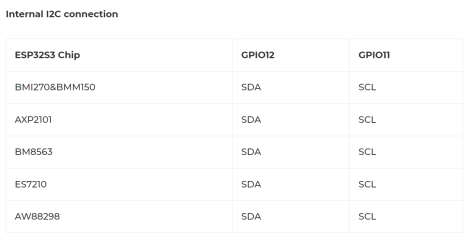 Internal I2C connection
ESP32S3 Chip GPIO12 GPIO11
BMI270&BMM150 SDA SCL
AXP2101 SDA SCL
BM8563 SDA SCL
ES7210 SDA SCL
AW88298 SDA SCL